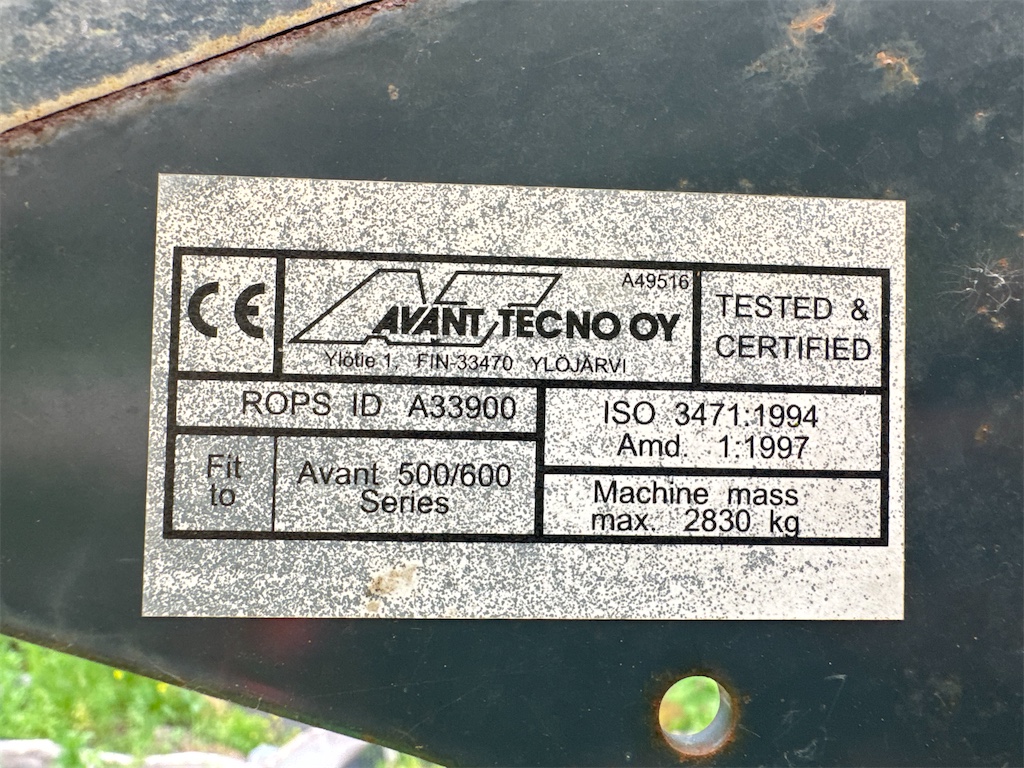 CE
A49516
AVANT TECNO OY
Ylötie 1, FIN-33470 YLÖJÄRVI
TESTED &
CERTIFIED
ROPS ID A33900
ISO 3471:1994
Amd. 1:1997
Fit
to
Avant 500/600
Series
Machine mass
max. 2830 kg